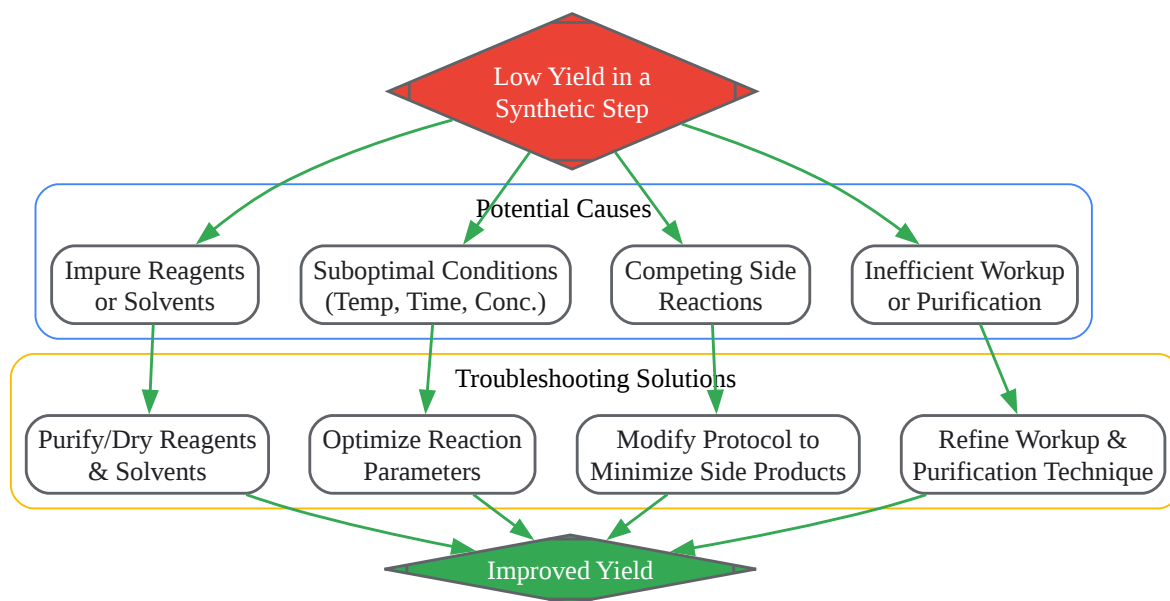 Low Yield in a
Synthetic Step
Potential Causes
Impure Reagents
or Solvents
Suboptimal Conditions
(Temp, Time, Conc.)
Competing Side
Reactions
Inefficient Workup
or Purification
Troubleshooting Solutions
Purify/Dry Reagents
& Solvents
Optimize Reaction
Parameters
Modify Protocol to
Minimize Side Products
Refine Workup &
Purification Technique
Improved Yield